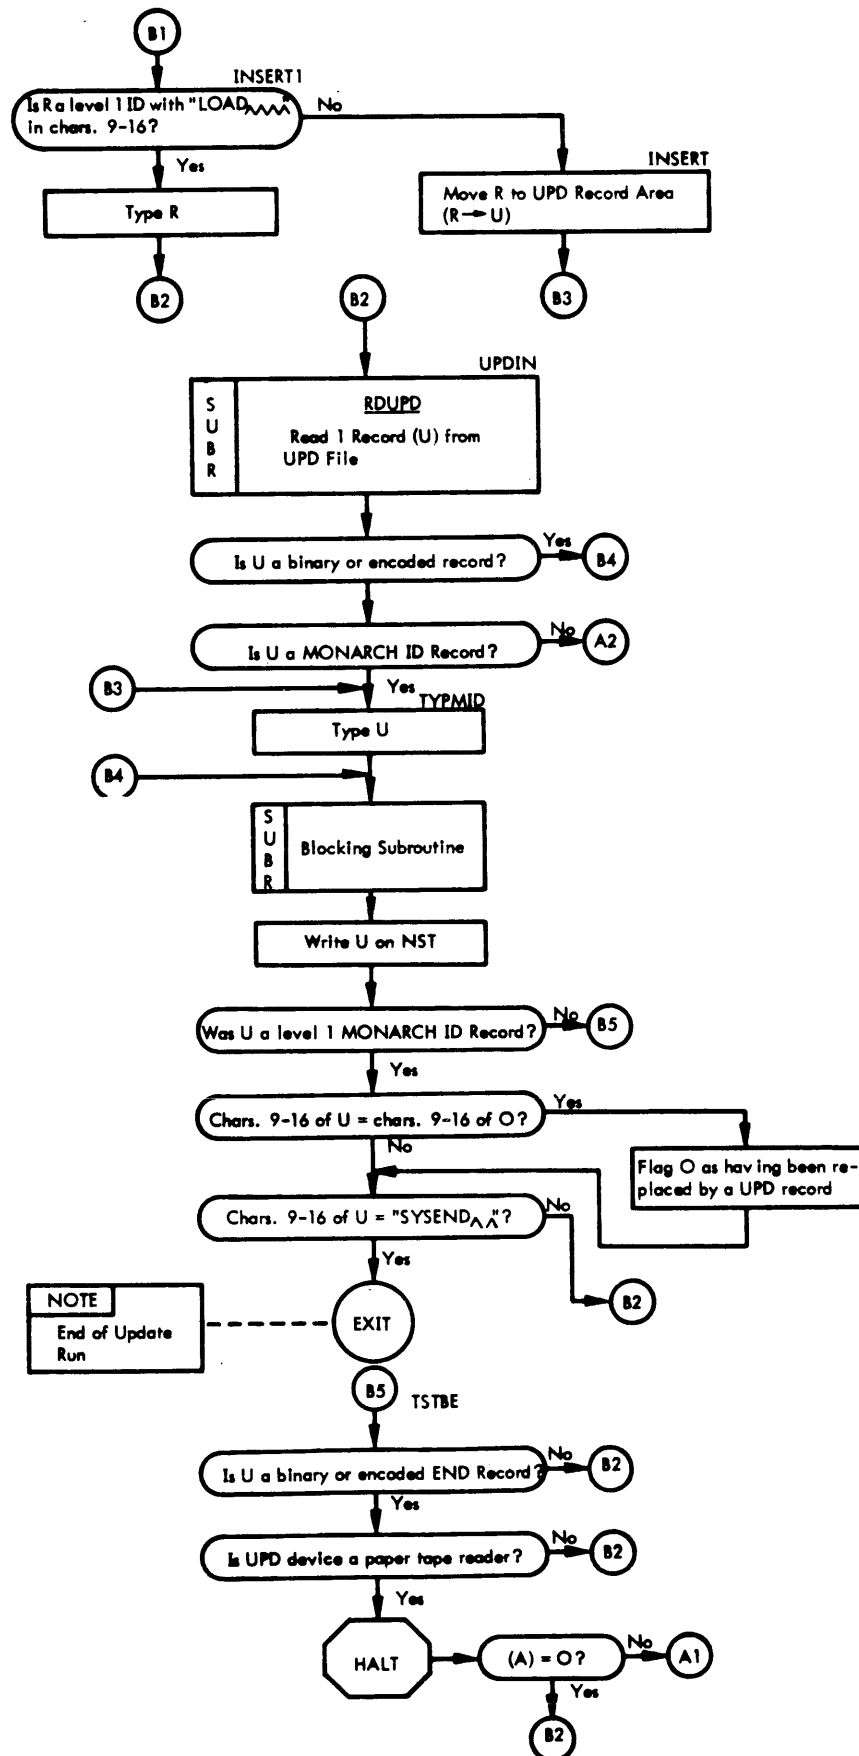 B1
INSERT1
Is R a level 1 ID with "LOAD^^^^"
in chars. 9-16?
No
Yes
INSERT
Type R
Move R to UPD Record Area
(R→U)
B2
B2
B3
UPDIN
SUBR
RDUPD
Read 1 Record (U) from
UPD File
Is U a binary or encoded record?
Yes
B4
Is U a MONARCH ID Record?
No
A2
B3
Yes
TYPMID
Type U
B4
SUBR
Blocking Subroutine
Write U on NST
Was U a level 1 MONARCH ID Record?
No
B5
Yes
Chars. 9-16 of U = chars. 9-16 of O?
Yes
No
Flag O as having been re-
placed by a UPD record
Chars. 9-16 of U = "SYSEND^^"?
No
Yes
B2
NOTE
End of Update
Run
EXIT
B5
TSTBE
Is U a binary or encoded END Record?
No
B2
Yes
Is UPD device a paper tape reader?
No
B2
Yes
HALT
(A) = O?
No
A1
Yes
B2